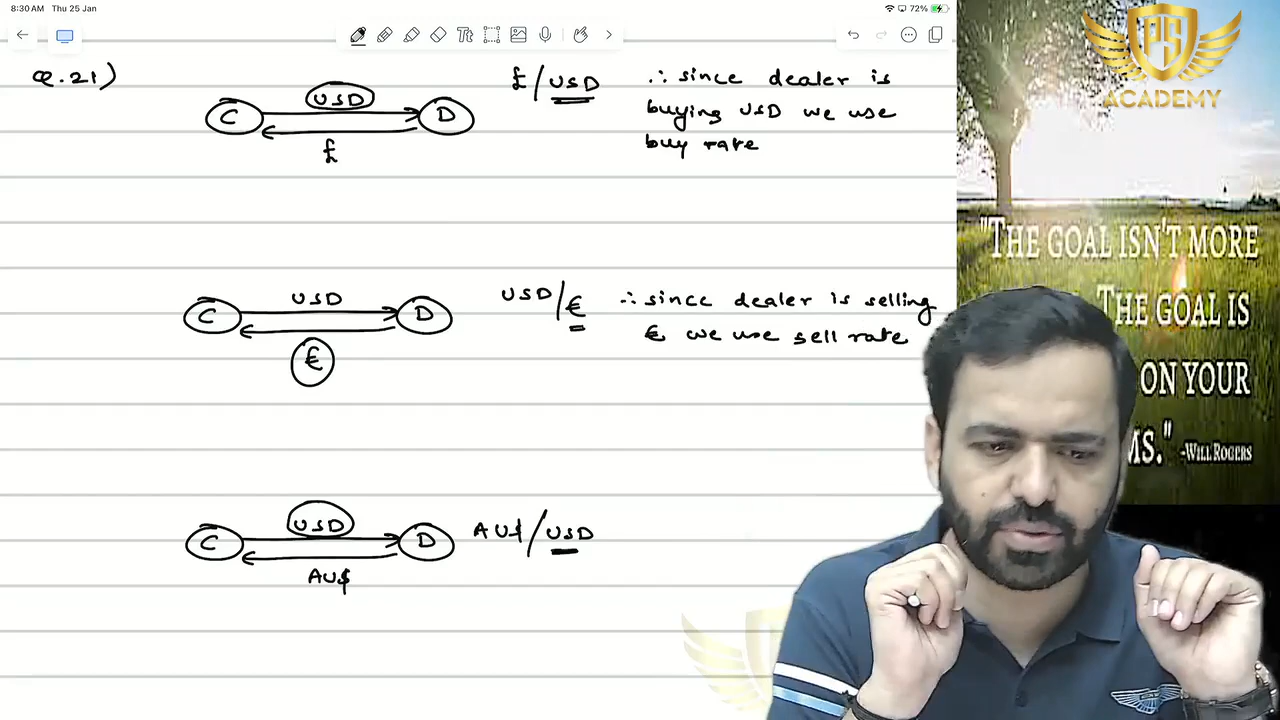 8:30 AM Thu 25 Jan
72%
Tt
Q.21)
USD
C
D
£
£/USD
∴ since dealer is
buying USD we use
buy rate
PS
ACADEMY
"THE GOAL ISN'T MORE
THE GOAL IS
ON YOUR
MS." -WILL ROGERS
USD
C
D
€
USD/€
∴ since dealer is selling
€ we use sell rate
USD
C
D
AU$
AU$/USD